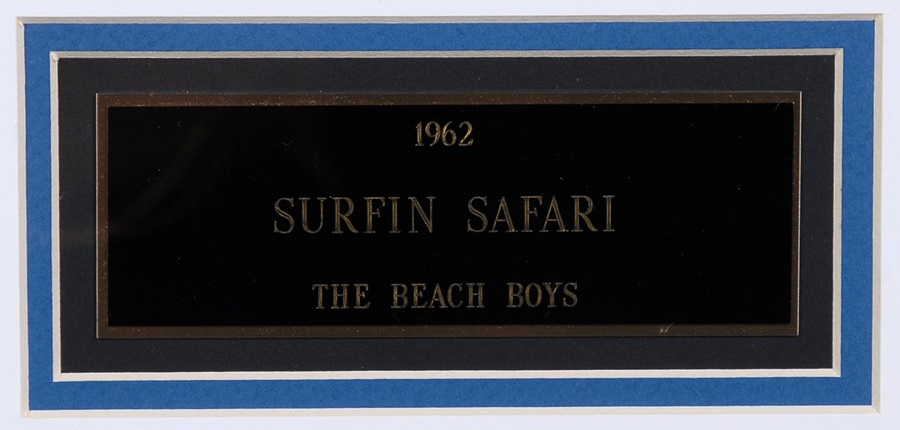 1962
SURFIN SAFARI
THE BEACH BOYS